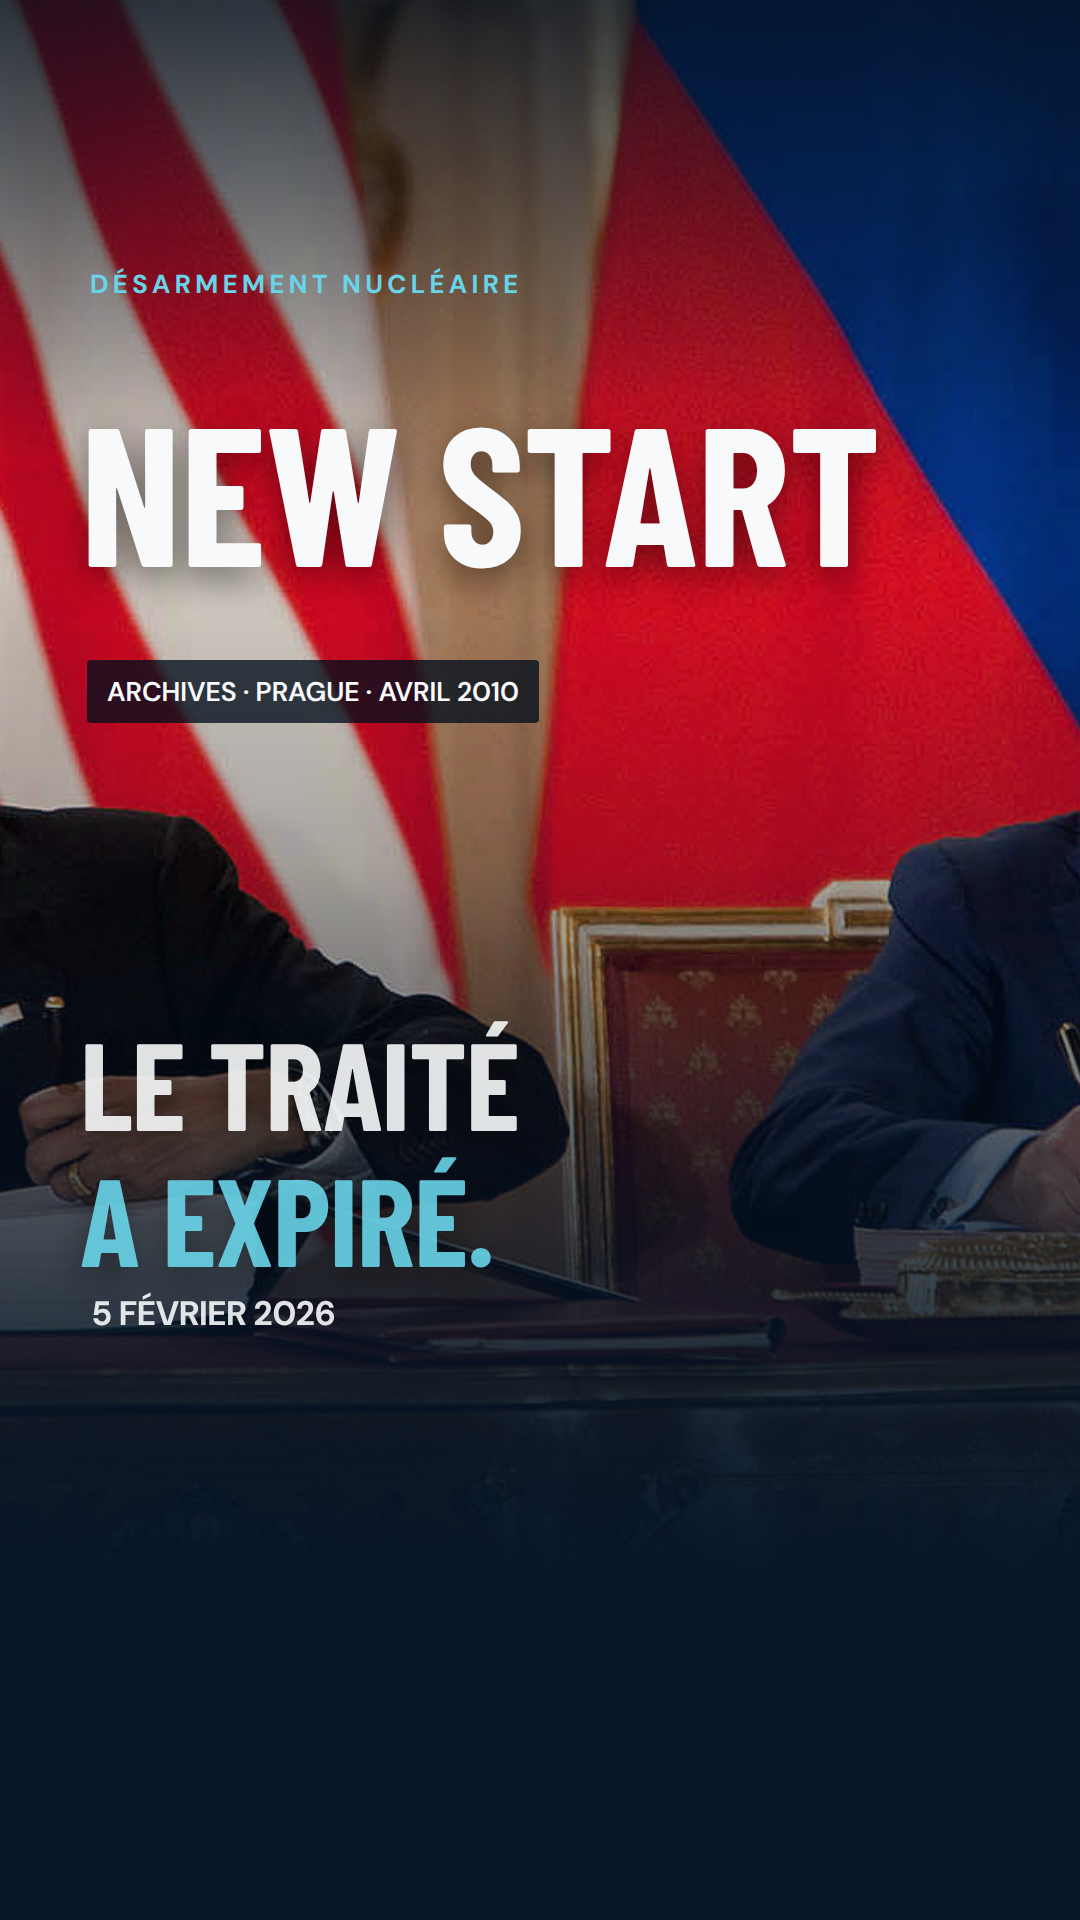 DÉSARMEMENT NUCLÉAIRE
NEW START
ARCHIVES · PRAGUE · AVRIL 2010
LE TRAITÉ
A EXPIRÉ.
5 FÉVRIER 2026